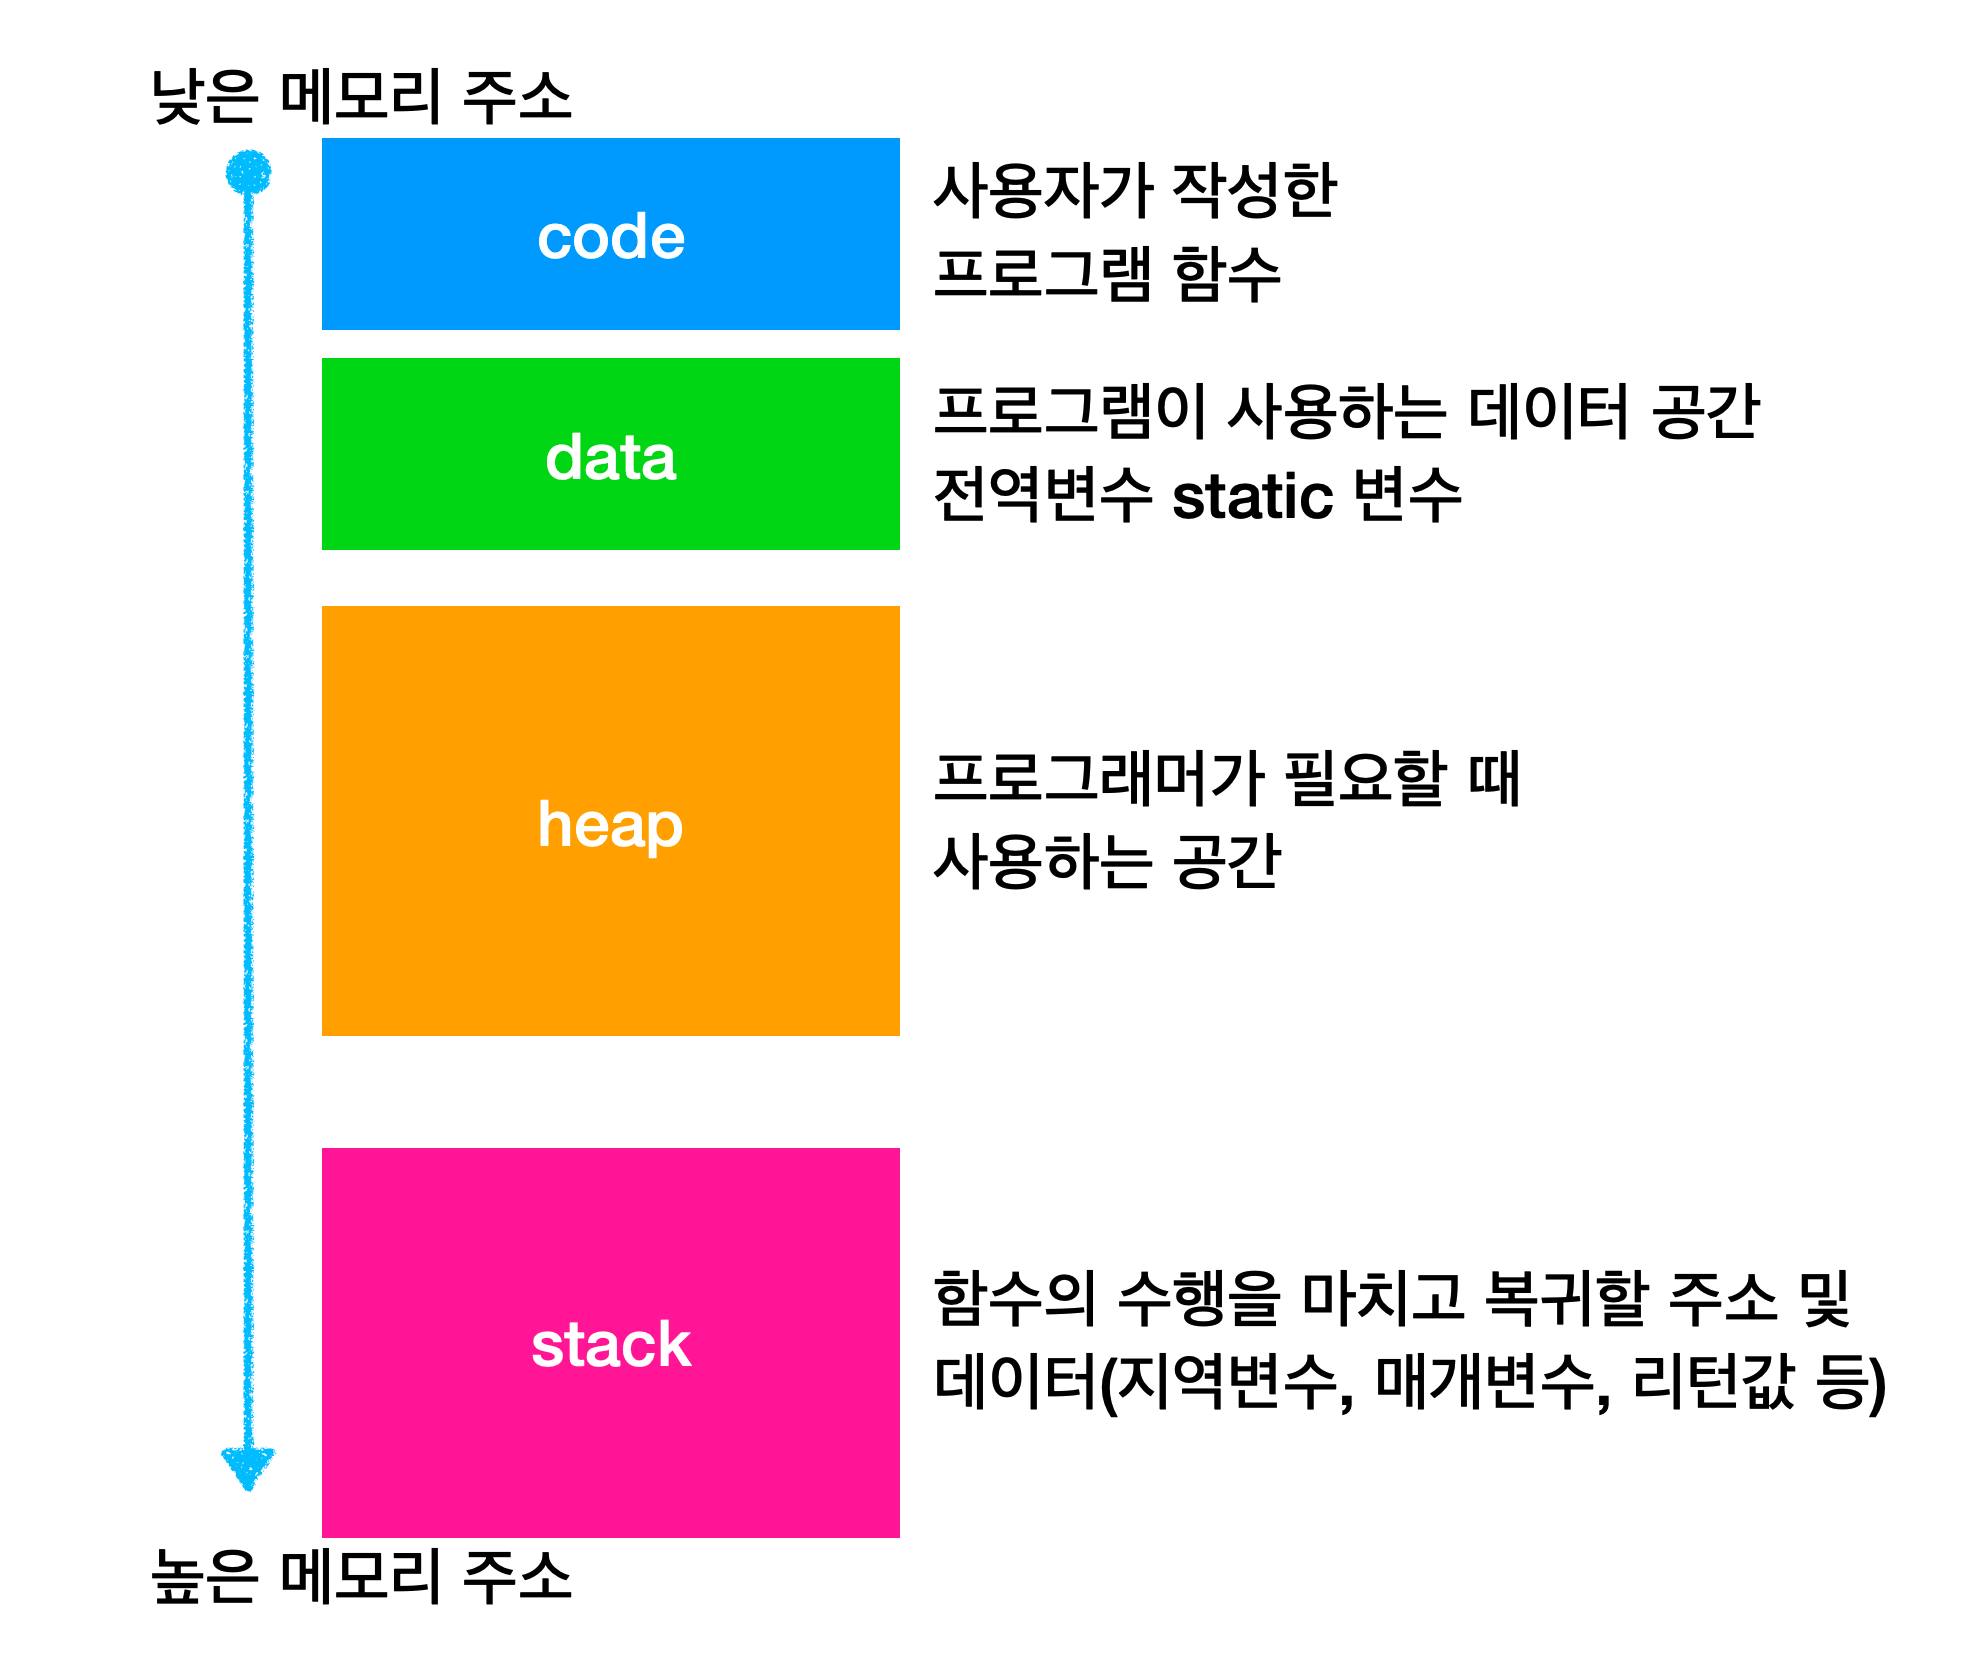 낮은 메모리 주소
code
사용자가 작성한
프로그램 함수
data
프로그램이 사용하는 데이터 공간
전역변수 static 변수
heap
프로그래머가 필요할 때
사용하는 공간
stack
함수의 수행을 마치고 복귀할 주소 및
데이터(지역변수, 매개변수, 리턴값 등)
높은 메모리 주소